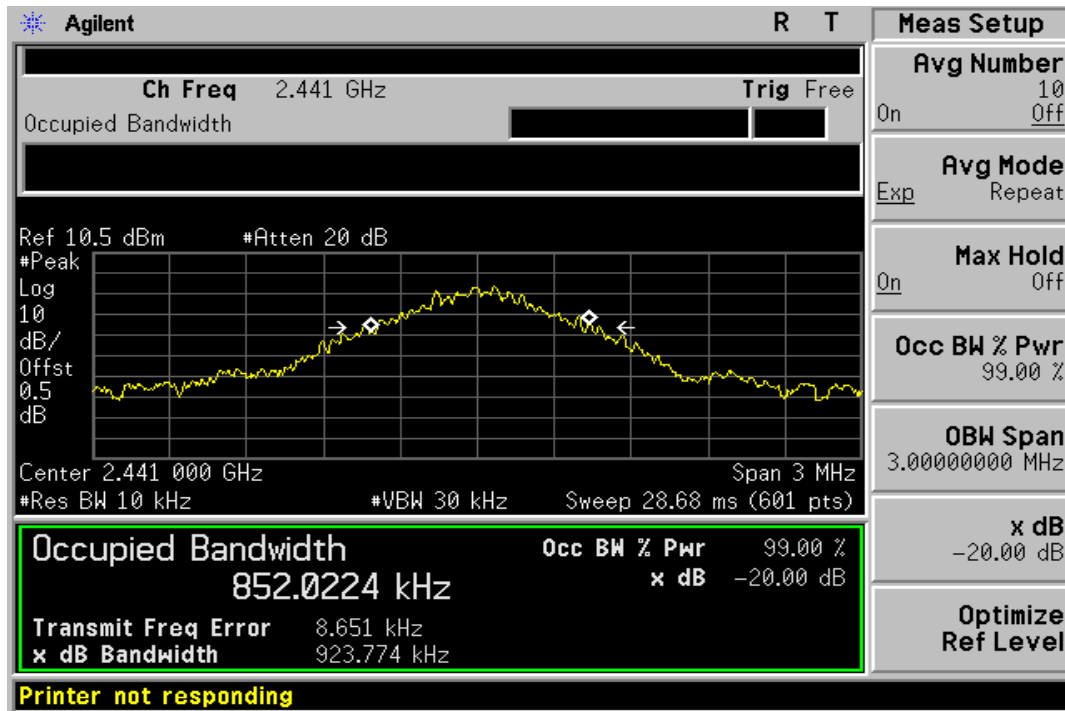 Agilent R T
Ch Freq 2.441 GHz Trig Free
Occupied Bandwidth
Ref 10.5 dBm #Atten 20 dB
#Peak
Log
10
dB/
Offst
0.5
dB
Center 2.441 000 GHz Span 3 MHz
#Res BW 10 kHz #VBW 30 kHz Sweep 28.68 ms (601 pts)
Occupied Bandwidth Occ BW % Pwr 99.00 %
852.0224 kHz x dB -20.00 dB
Transmit Freq Error 8.651 kHz
x dB Bandwidth 923.774 kHz
Printer not responding
Meas Setup
Avg Number
10
On Off
Avg Mode
Exp Repeat
Max Hold
On Off
Occ BW % Pwr
99.00 %
OBW Span
3.00000000 MHz
x dB
-20.00 dB
Optimize
Ref Level